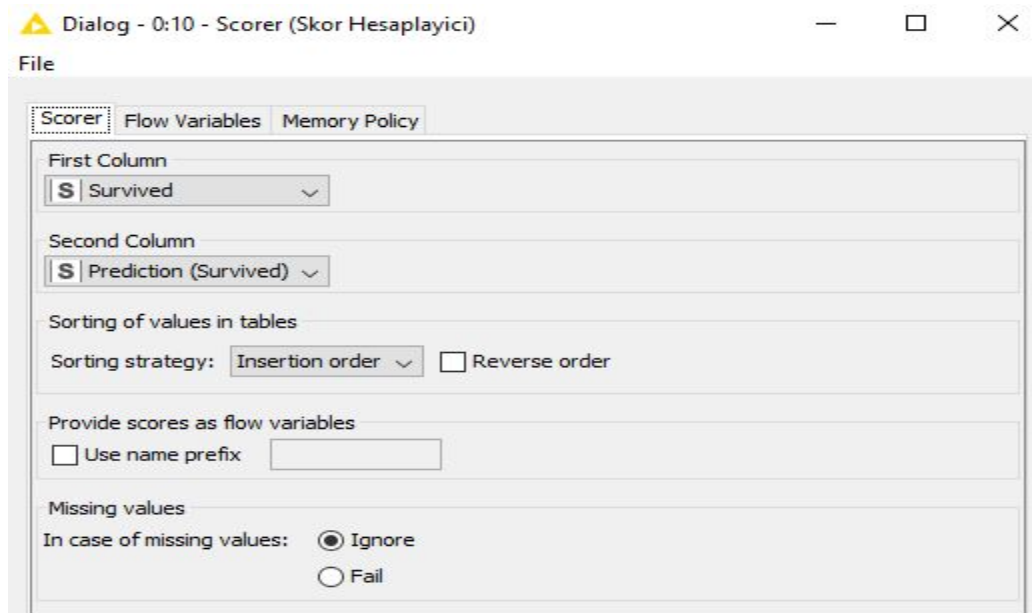 Dialog - 0:10 - Scorer (Skor Hesaplayici)
File
Scorer Flow Variables Memory Policy
First Column
S Survived
Second Column
S Prediction (Survived)
Sorting of values in tables
Sorting strategy: Insertion order Reverse order
Provide scores as flow variables
Use name prefix
Missing values
In case of missing values: Ignore
Fail